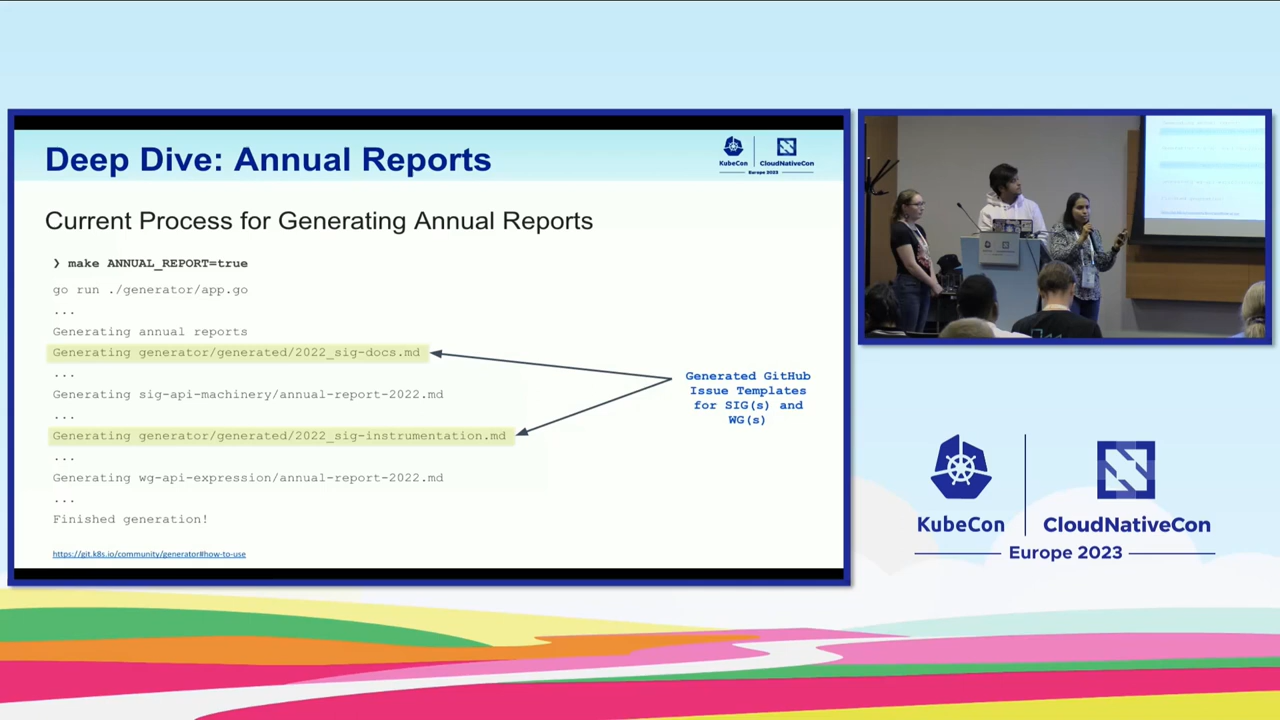 Deep Dive: Annual Reports
KubeCon
CloudNativeCon
Europe 2023
Current Process for Generating Annual Reports
❯ make ANNUAL_REPORT=true
go run ./generator/app.go
...
Generating annual reports
Generating generator/generated/2022_sig-docs.md
...
Generating sig-api-machinery/annual-report-2022.md
...
Generating generator/generated/2022_sig-instrumentation.md
...
Generating wg-api-expression/annual-report-2022.md
...
Finished generation!
https://git.k8s.io/community/generator#how-to-use
Generated GitHub
Issue Templates
for SIG(s) and
WG(s)
KubeCon
CloudNativeCon
Europe 2023